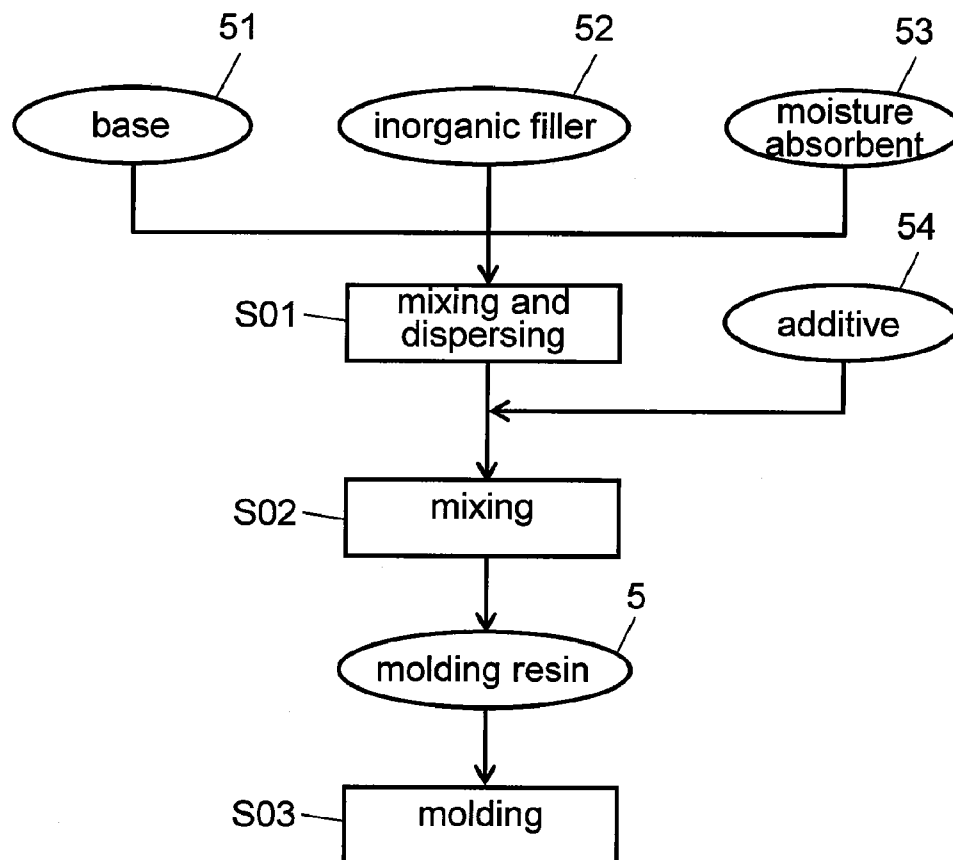 51
52
53
base
inorganic filler
moisture
absorbent
54
S01
mixing and
dispersing
additive
S02
mixing
5
molding resin
S03
molding